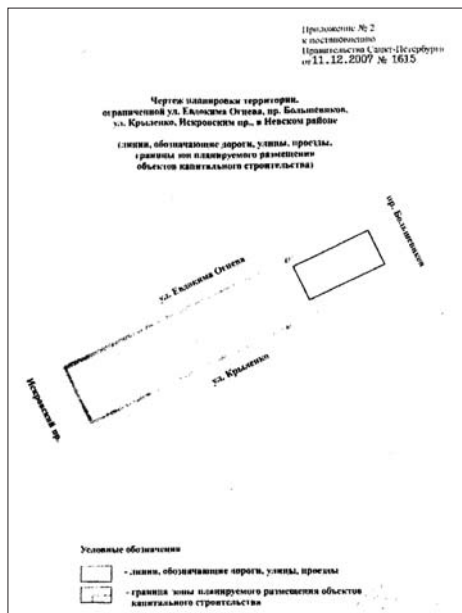 Приложение № 2
к постановлению
Правительства Санкт-Петербурга
от 11.12.2007 № 1615
Чертеж планировки территории,
ограниченной ул. Евдокима Огнева, пр. Большевиков,
ул. Крыленко, Искровским пр., в Невском районе
(линии, обозначающие дороги, улицы, проезды,
границы зон планируемого размещения
объектов капитального строительства)
пр. Большевиков
ул. Евдокима Огнева
ул. Крыленко
Искровский пр.
Условные обозначения
- линии, обозначающие дороги, улицы, проезды
- граница зоны планируемого размещения объектов
капитального строительства